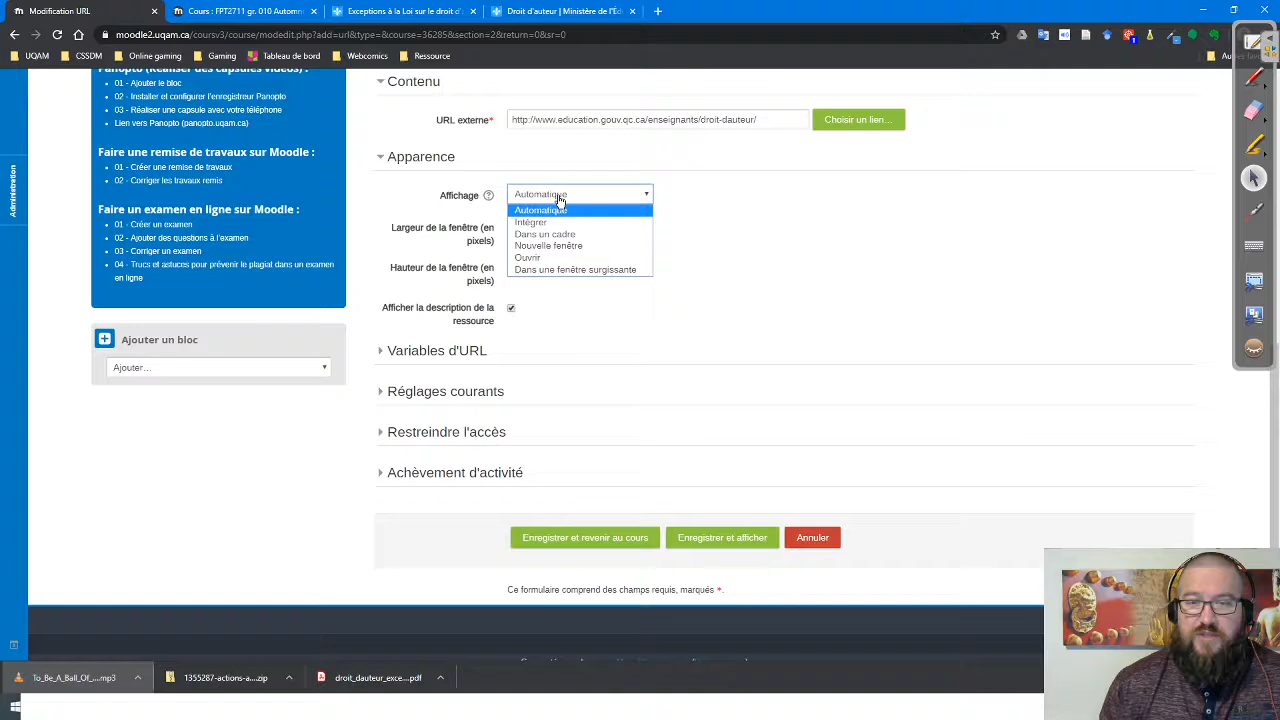 Modification URL
Cours : FPT2711 gr. 010 Automn
Exceptions à la Loi sur le droit d'a
Droit d'auteur | Ministère de l'Éd
moodle2.uqam.ca/coursv3/course/modedit.php?add=url&type=&course=36285&section=2&return=0&sr=0
UQAM
CSSDM
Online gaming
Gaming
Tableau de bord
Webcomics
Ressources
Panopto (Réaliser des capsules vidéos) :
01 - Ajouter le bloc
02 - Installer et configurer l'enregistreur Panopto
03 - Réaliser une capsule avec votre téléphone
Lien vers Panopto (panopto.uqam.ca)
Faire une remise de travaux sur Moodle :
01 - Créer une remise de travaux
02 - Corriger les travaux remis
Faire un examen en ligne sur Moodle :
01 - Créer un examen
02 - Ajouter des questions à l'examen
03 - Corriger un examen
04 - Trucs et astuces pour prévenir le plagiat dans un examen
en ligne
Administration
Ajouter un bloc
Ajouter...
Contenu
URL externe*
http://www.education.gouv.qc.ca/enseignants/droit-dauteur/
Choisir un lien...
Apparence
Affichage
Automatique
Automatique
Intégrer
Dans un cadre
Nouvelle fenêtre
Ouvrir
Dans une fenêtre surgissante
Largeur de la fenêtre (en
pixels)
Hauteur de la fenêtre (en
pixels)
Afficher la description de la
ressource
Variables d'URL
Réglages courants
Restreindre l'accès
Achèvement d'activité
Enregistrer et revenir au cours
Enregistrer et afficher
Annuler
Ce formulaire comprend des champs requis, marqués *.
To_Be_A_Ball_Of_....mp3
1355287-actions-a....zip
droit_dauteur_exce....pdf